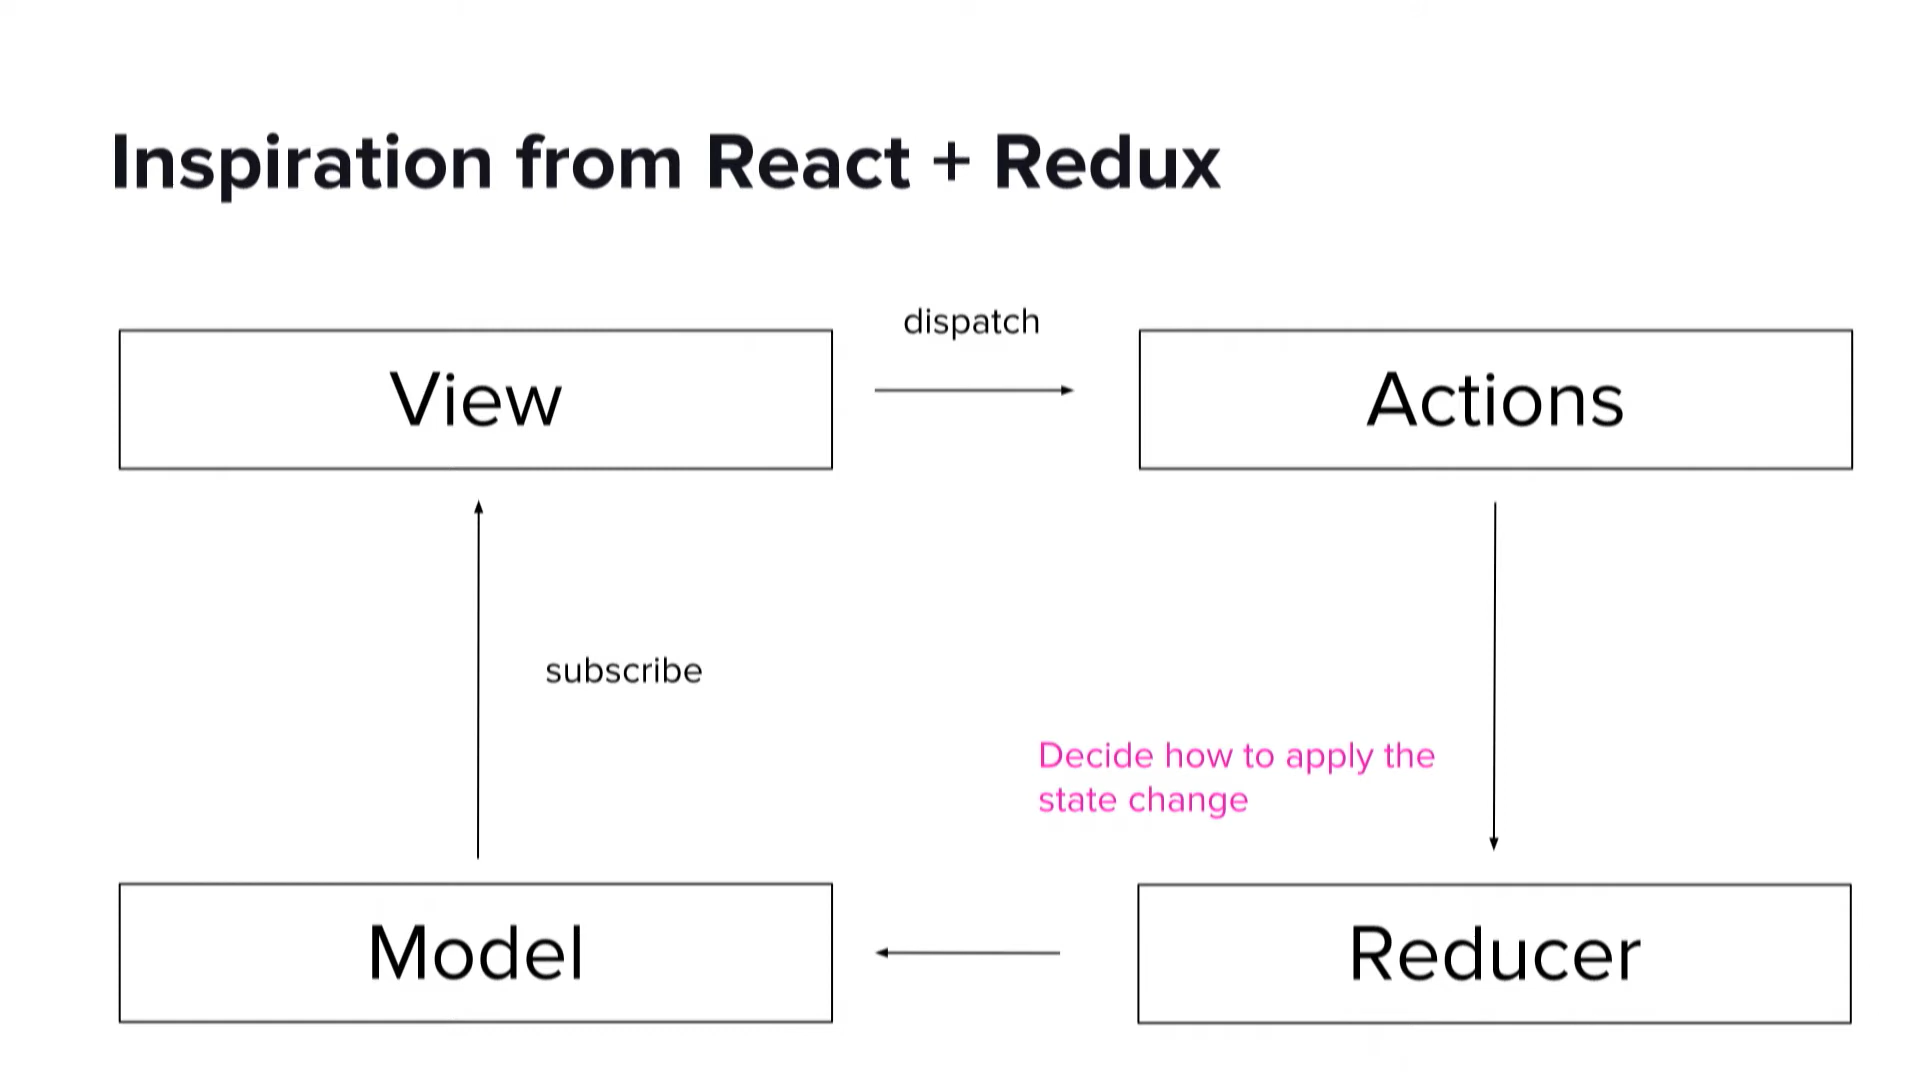 Inspiration from React + Redux
dispatch
View
Actions
subscribe
Decide how to apply the
state change
Model
Reducer